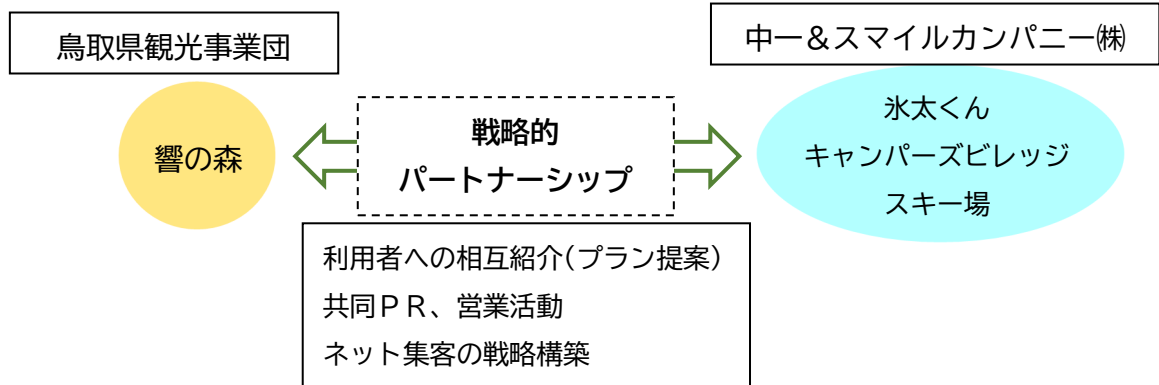 鳥取県観光事業団
中一＆スマイルカンパニー㈱
響の森
戦略的
パートナーシップ
氷太くん
キャンパーズビレッジ
スキー場
利用者への相互紹介(プラン提案)
共同ＰＲ、営業活動
ネット集客の戦略構築